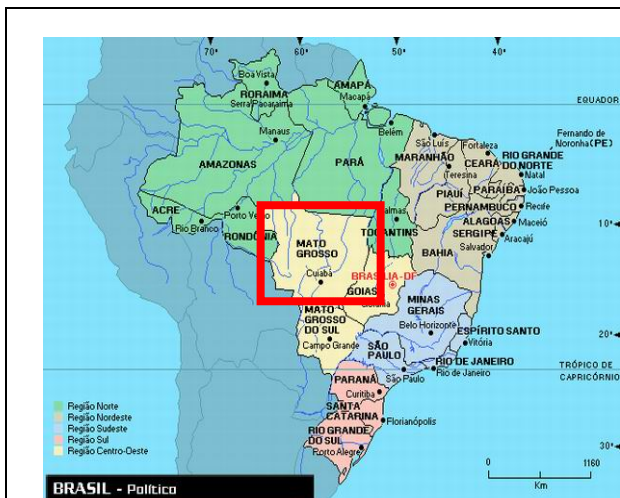 70° 60° 50° 40°
Boa Vista
RORAIMA
Serra Pacaraima
AMAPÁ
Macapá
EQUADOR
Manaus
Belém
São Luís
Fortaleza
Fernando de
Noronha(PE)
AMAZONAS
PARÁ
MARANHÃO
Teresina
CEARÁ
RIO GRANDE
DO NORTE
Natal
PIAUÍ
PARAÍBA
João Pessoa
ACRE
Porto Velho
Rio Branco
RONDÔNIA
PERNAMBUCO
Recife
ALAGOAS
Maceió
SERGIPE
Aracajú
10°
TOCANTINS
MATO
GROSSO
Cuiabá
BAHIA
Salvador
BRASÍLIA-DF
GOIAS
MINAS
GERAIS
Belo Horizonte
MATO
GROSSO
DO SUL
Campo Grande
ESPÍRITO SANTO
Vitória
20°
SÃO
PAULO
São Paulo
RIO DE JANEIRO
Rio de Janeiro
TRÓPICO DE
CAPRICÓRNIO
PARANÁ
Curitiba
SANTA
CATARINA
Florianópolis
RIO GRANDE
DO SUL
Porto Alegre
30°
Região Norte
Região Nordeste
Região Sudeste
Região Sul
Região Centro-Oeste
0 1160
Km
BRASIL - Político